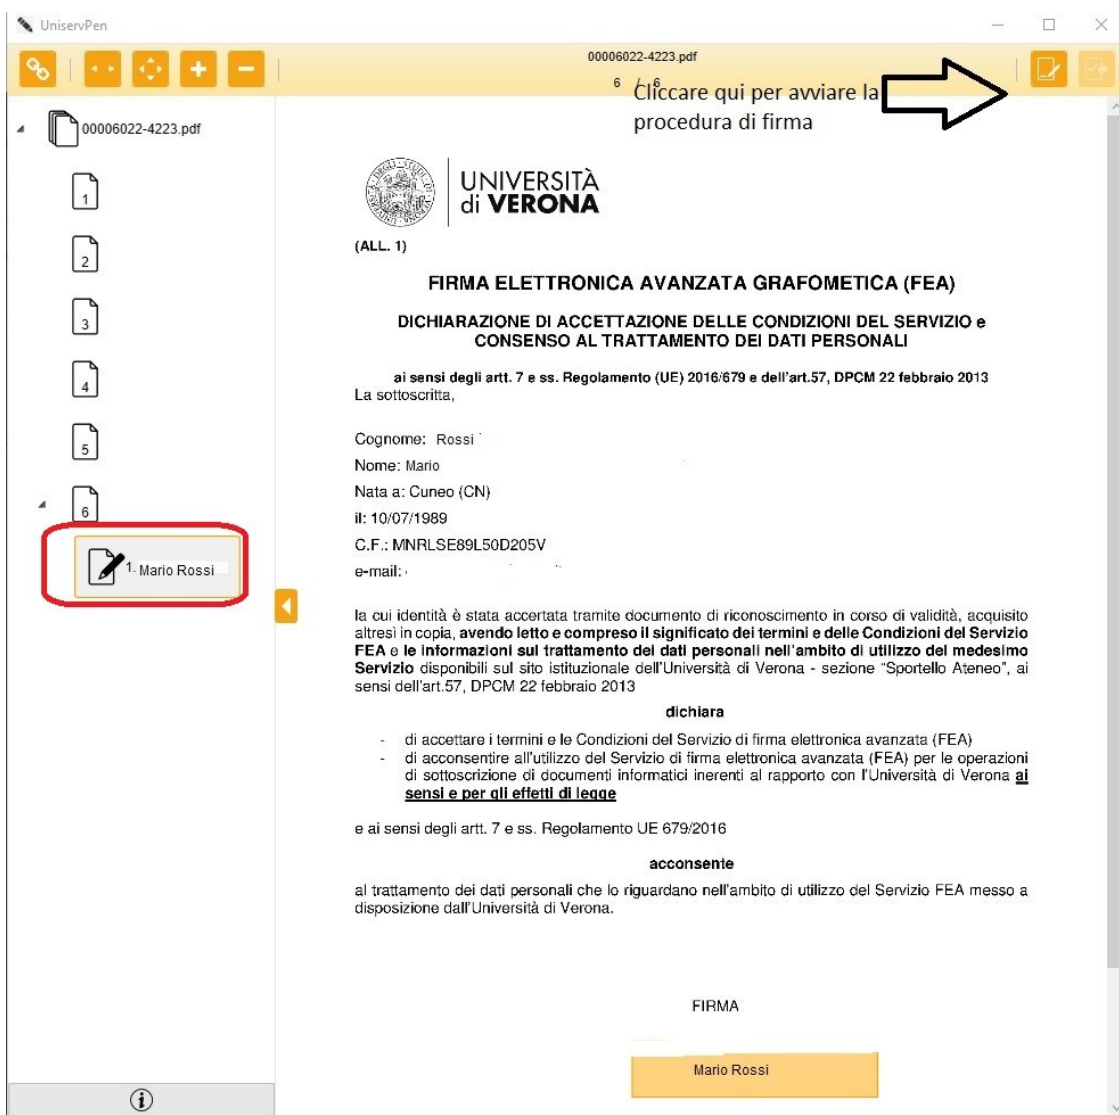 UniservPen
00006022-4223.pdf
6 / 6
Cliccare qui per avviare la
procedura di firma
00006022-4223.pdf
1
2
3
4
5
6
1. Mario Rossi
UNIVERSITÀ
di VERONA
(ALL. 1)
FIRMA ELETTRONICA AVANZATA GRAFOMETICA (FEA)
DICHIARAZIONE DI ACCETTAZIONE DELLE CONDIZIONI DEL SERVIZIO e
CONSENSO AL TRATTAMENTO DEI DATI PERSONALI
ai sensi degli artt. 7 e ss. Regolamento (UE) 2016/679 e dell'art.57, DPCM 22 febbraio 2013
La sottoscritta,
Cognome: Rossi
Nome: Mario
Nata a: Cuneo (CN)
il: 10/07/1989
C.F.: MNRLSE89L50D205V
e-mail:
la cui identità è stata accertata tramite documento di riconoscimento in corso di validità, acquisito
altresì in copia, avendo letto e compreso il significato dei termini e delle Condizioni del Servizio
FEA e le informazioni sul trattamento dei dati personali nell'ambito di utilizzo del medesimo
Servizio disponibili sul sito istituzionale dell'Università di Verona - sezione "Sportello Ateneo", ai
sensi dell'art.57, DPCM 22 febbraio 2013
dichiara
- di accettare i termini e le Condizioni del Servizio di firma elettronica avanzata (FEA)
- di acconsentire all'utilizzo del Servizio di firma elettronica avanzata (FEA) per le operazioni
di sottoscrizione di documenti informatici inerenti al rapporto con l'Università di Verona ai
sensi e per gli effetti di legge
e ai sensi degli artt. 7 e ss. Regolamento UE 679/2016
acconsente
al trattamento dei dati personali che lo riguardano nell'ambito di utilizzo del Servizio FEA messo a
disposizione dall'Università di Verona.
FIRMA
Mario Rossi